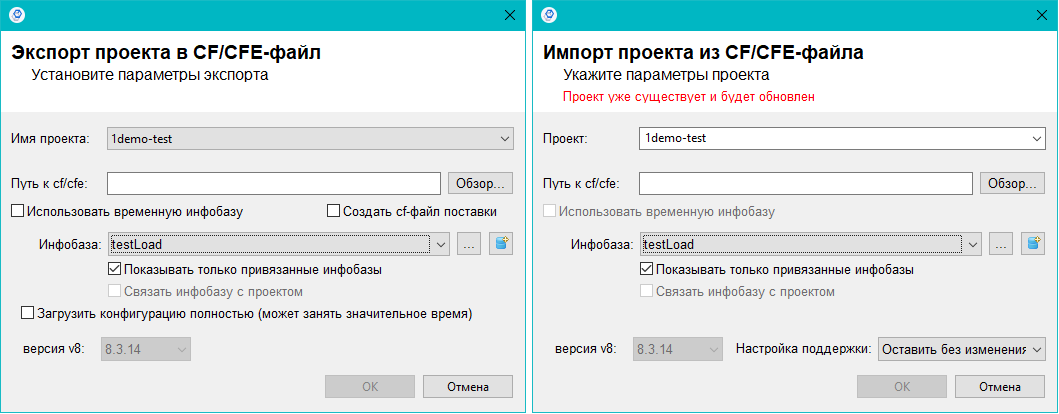 Экспорт проекта в CF/CFE-файл
Установите параметры экспорта
Имя проекта: 1demo-test
Путь к cf/cfe: Обзор...
Использовать временную инфобазу Создать cf-файл поставки
Инфобаза: testLoad ...
Показывать только привязанные инфобазы
Связать инфобазу с проектом
Загрузить конфигурацию полностью (может занять значительное время)
версия v8: 8.3.14
OK Отмена
Импорт проекта из CF/CFE-файла
Укажите параметры проекта
Проект уже существует и будет обновлен
Проект: 1demo-test
Путь к cf/cfe: Обзор...
Использовать временную инфобазу
Инфобаза: testLoad ...
Показывать только привязанные инфобазы
Связать инфобазу с проектом
версия v8: 8.3.14 Настройка поддержки: Оставить без изменения
OK Отмена